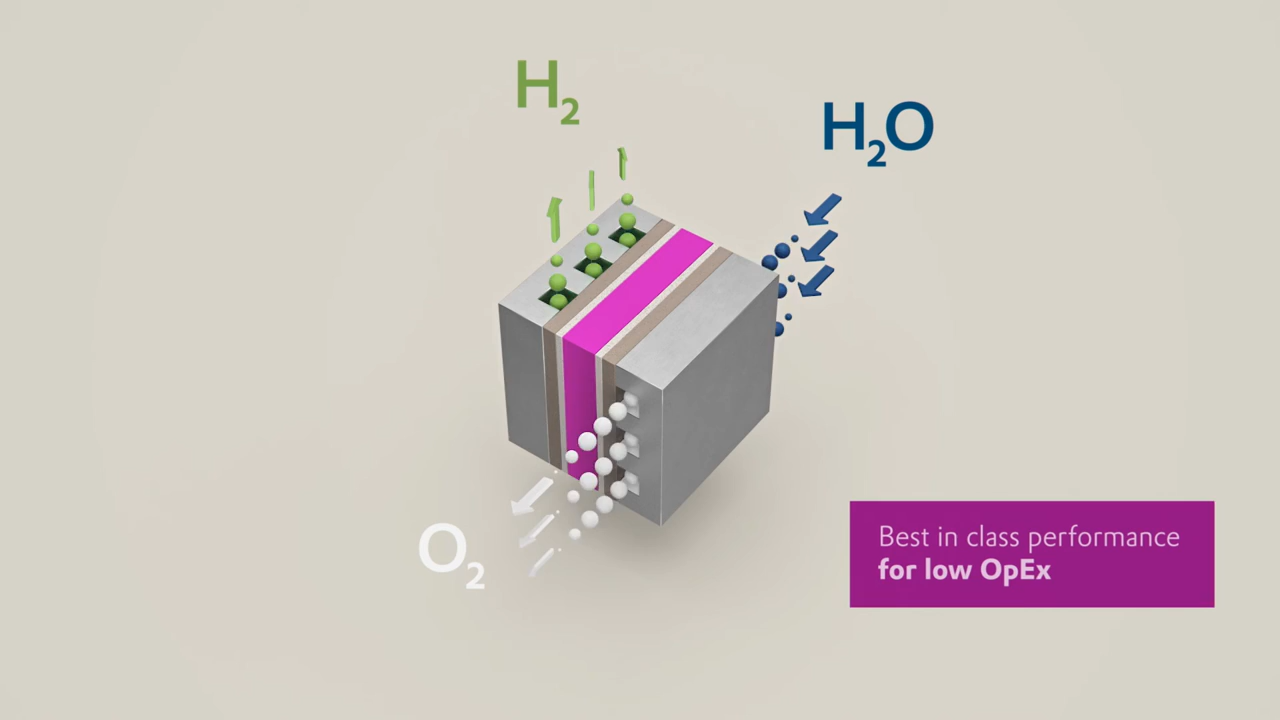 H₂
H₂O
O₂
Best in class performance
for low OpEx